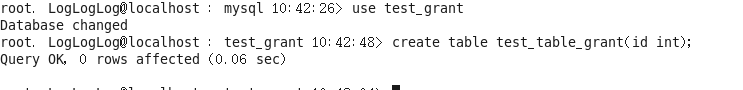 root. LogLogLog@localhost : mysql 10:42:26> use test_grant
Database changed
root. LogLogLog@localhost : test_grant 10:42:48> create table test_table_grant(id int);
Query OK, 0 rows affected (0.06 sec)